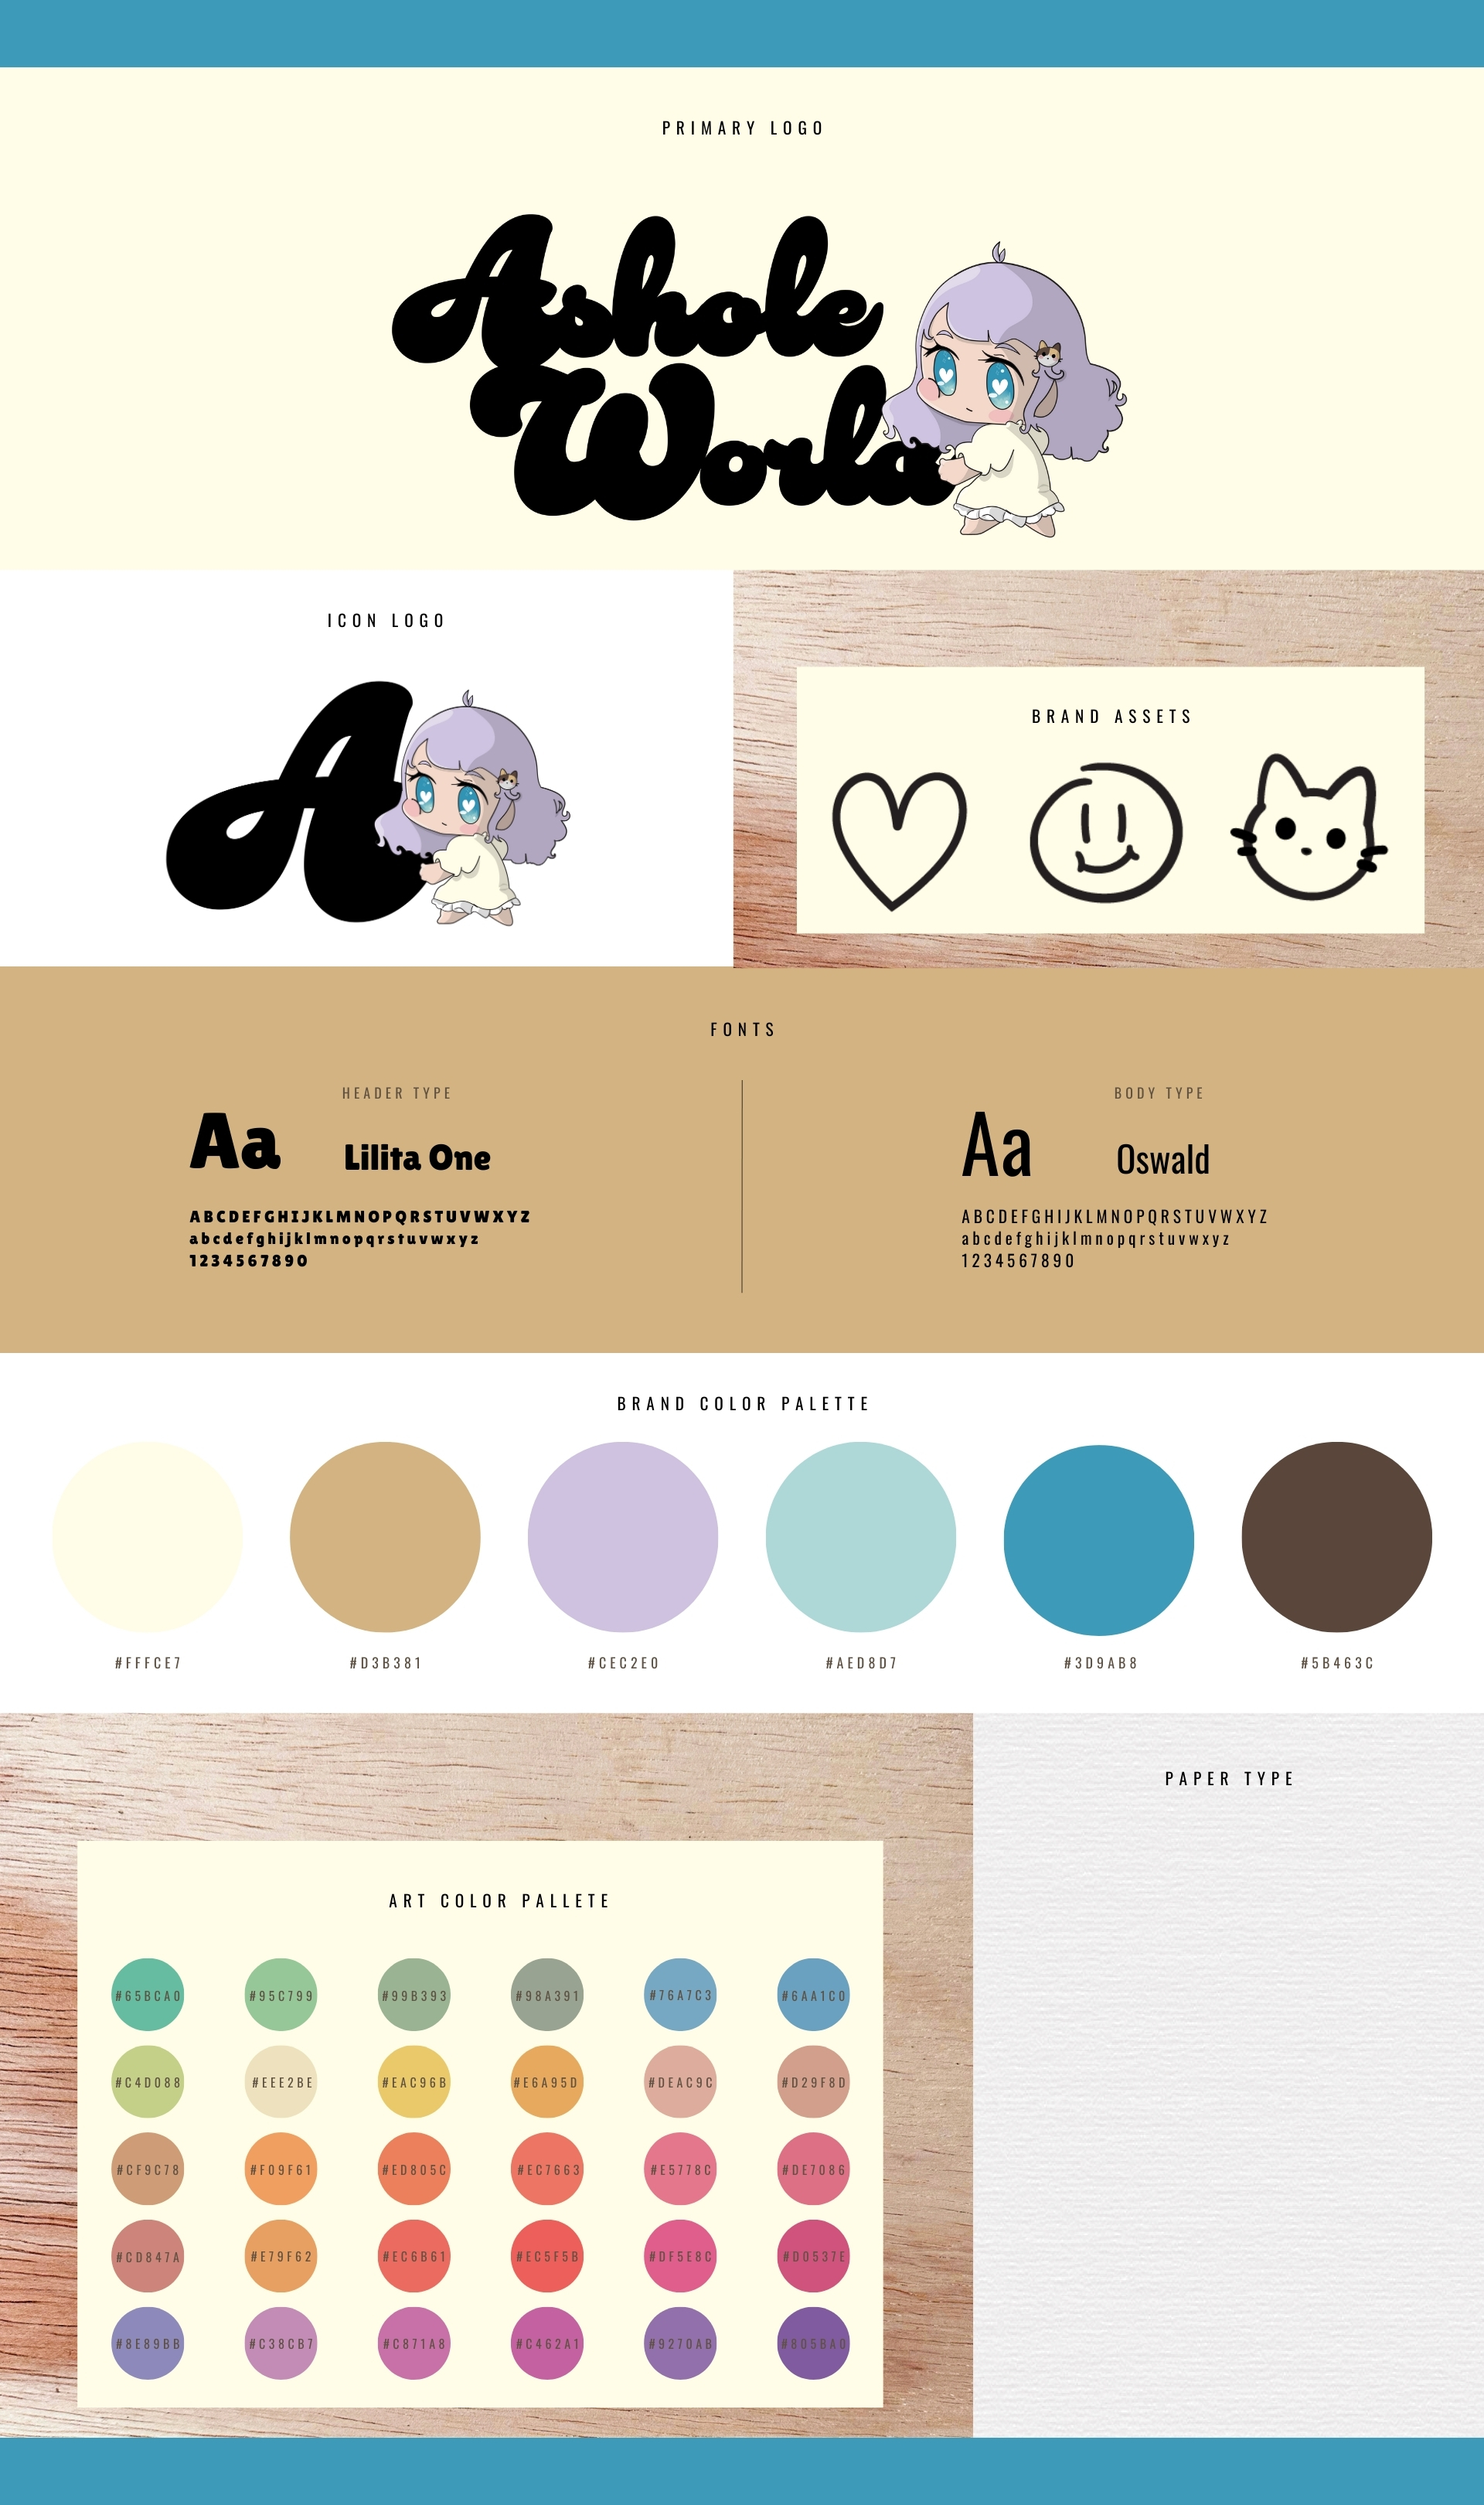 PRIMARY LOGO
Ashole
World
ICON LOGO
A
BRAND ASSETS
FONTS
HEADER TYPE
Aa
Lilita One
ABCDEFGHIJKLMNOPQRSTUVWXYZ
abcdefghijklmnopqrstuvwxyz
1234567890
BODY TYPE
Aa
Oswald
ABCDEFGHIJKLMNOPQRSTUVWXYZ
abcdefghijklmnopqrstuvwxyz
1234567890
BRAND COLOR PALETTE
#FFFCE7 #D3B381 #CEC2E0 #AED8D7 #3D9AB8 #5B463C
PAPER TYPE
ART COLOR PALLETE
#65BCA0 #95C799 #99B393 #98A391 #76A7C3 #6AA1C0
#C4D088 #EEE2BE #EAC96B #E6A95D #DEAC9C #D29F8D
#CF9C78 #F09F61 #ED805C #EC7663 #E5778C #DE7086
#CD847A #E79F62 #EC6B61 #EC5F5B #DF5E8C #D0537E
#8E89BB #C38CB7 #C871A8 #C462A1 #9270AB #805BA0